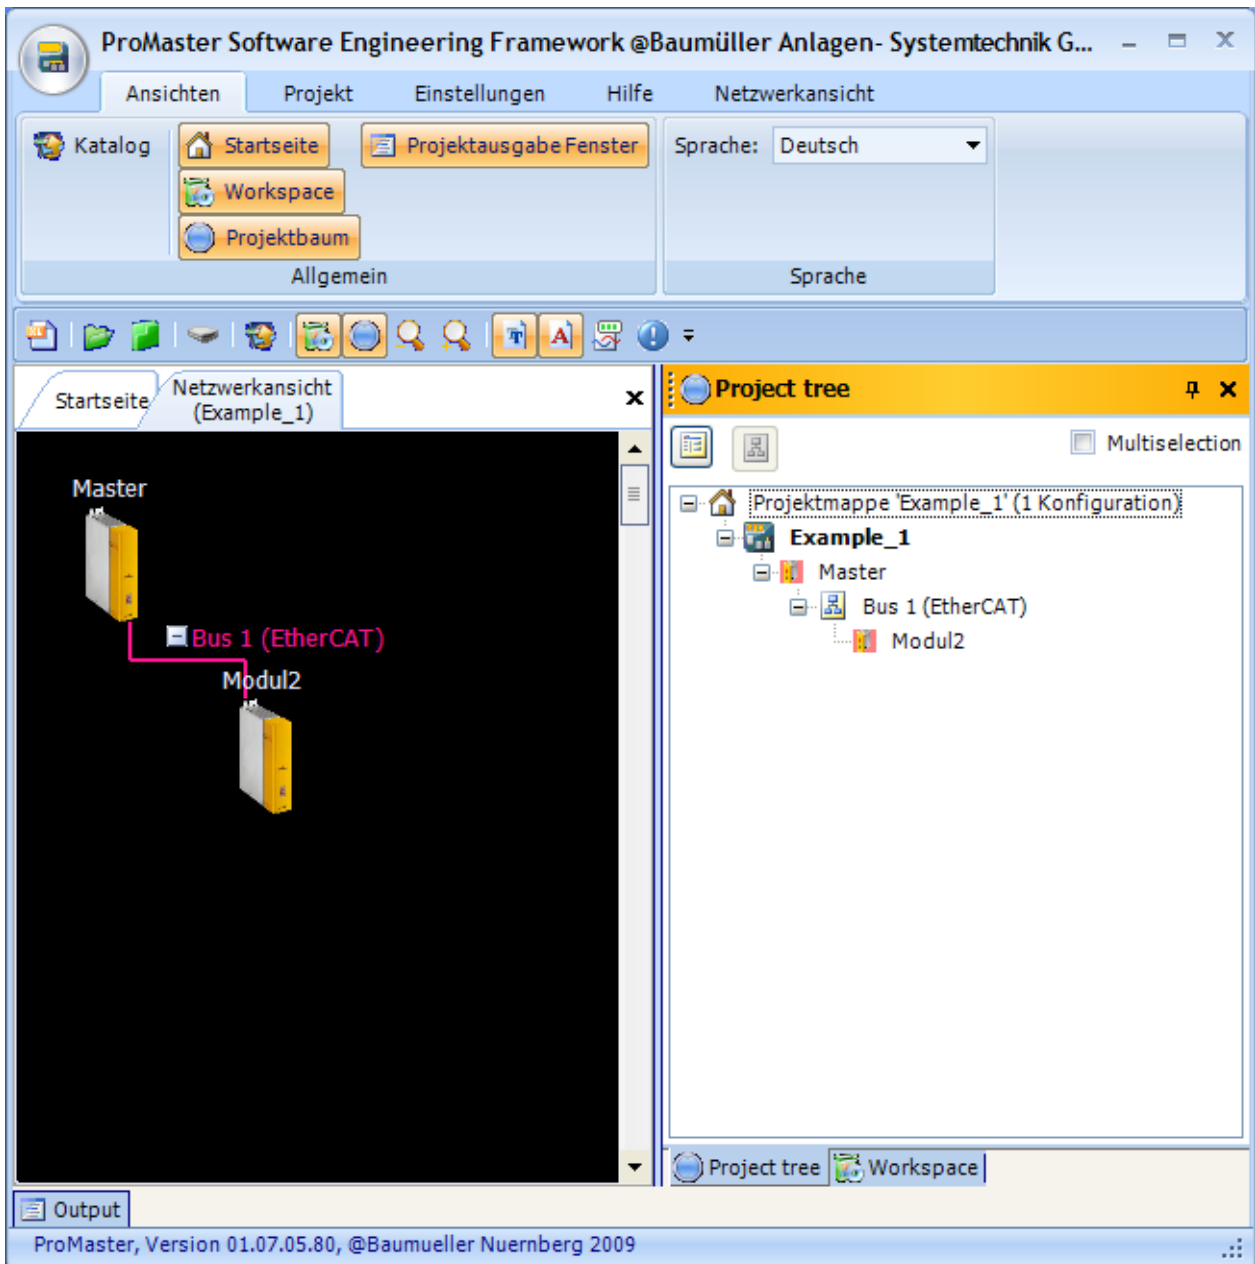 ProMaster Software Engineering Framework @Baumüller Anlagen- Systemtechnik G...
Ansichten Projekt Einstellungen Hilfe Netzwerkansicht
Katalog Startseite Projektausgabe Fenster Sprache: Deutsch
Workspace
Projektbaum
Allgemein Sprache
Startseite Netzwerkansicht
(Example_1)
Project tree
Multiselection
Master
Bus 1 (EtherCAT)
Modul2
Projektmappe 'Example_1' (1 Konfiguration)
Example_1
Master
Bus 1 (EtherCAT)
Modul2
Project tree Workspace
Output
ProMaster, Version 01.07.05.80, @Baumueller Nuernberg 2009